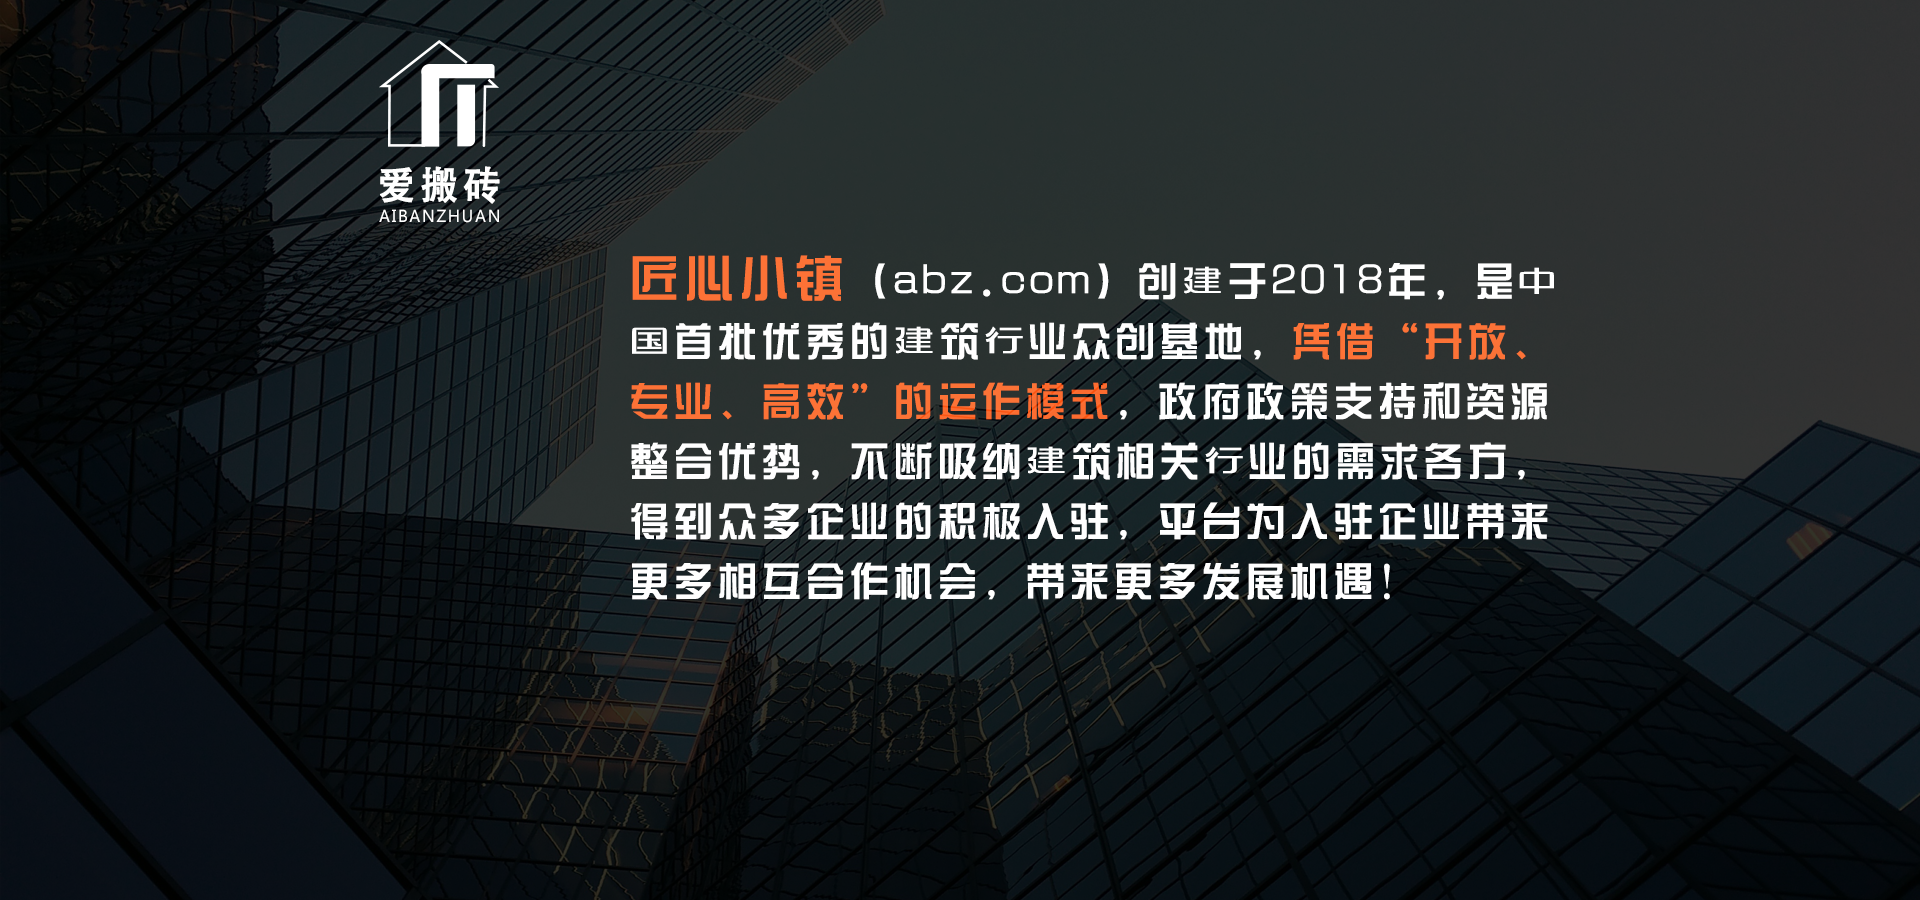 爱搬砖
AIBANZHUAN
匠心小镇（abz.com）创建于2018年，是中
国首批优秀的建筑行业众创基地，凭借“开放、
专业、高效”的运作模式，政府政策支持和资源
整合优势，不断吸纳建筑相关行业的需求各方，
得到众多企业的积极入驻，平台为入驻企业带来
更多相互合作机会，带来更多发展机遇！